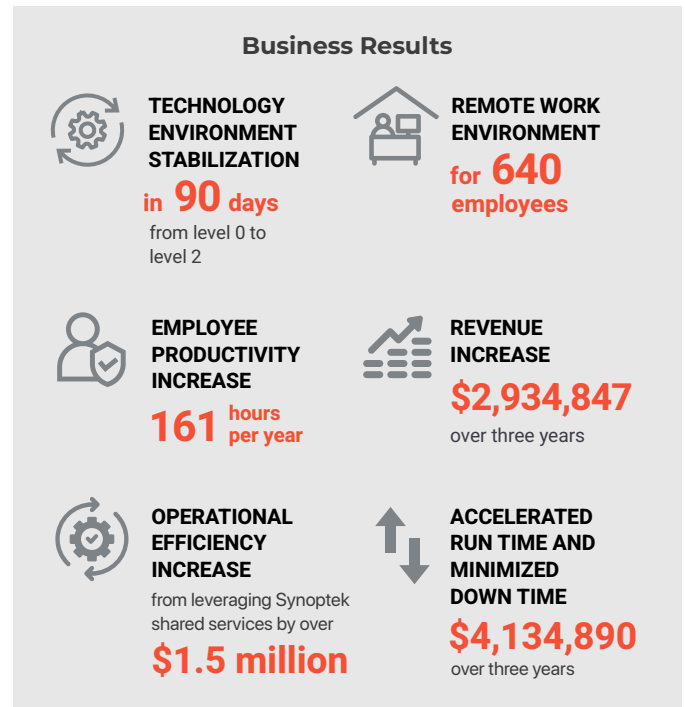 Business Results
TECHNOLOGY
ENVIRONMENT
STABILIZATION
in 90 days
from level 0 to
level 2
REMOTE WORK
ENVIRONMENT
for 640
employees
EMPLOYEE
PRODUCTIVITY
INCREASE
161 hours
per year
REVENUE
INCREASE
$2,934,847
over three years
OPERATIONAL
EFFICIENCY
INCREASE
from leveraging Synoptek
shared services by over
$1.5 million
ACCELERATED
RUN TIME AND
MINIMIZED
DOWN TIME
$4,134,890
over three years